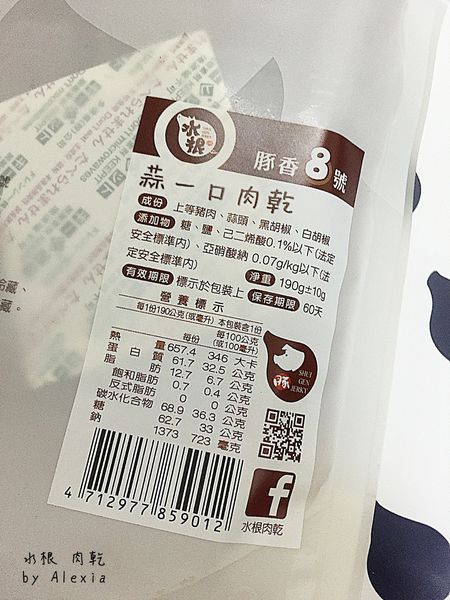 水根
豚香8號
蒜一口肉乾
成份 上等豬肉、蒜頭、黑胡椒、白胡椒
添加物 糖、鹽、己二烯酸0.1%以下(法定
安全標準內)、亞硝酸鈉 0.07g/kg以下(法
定安全標準內) 淨重 190g±10g
有效期限 標示於包裝上 保存期限 60天
營養標示
每1份190公克(或毫升) 本包裝含1份
每份 每100公克(或100毫升)
熱量 657.4 346 大卡
蛋白質 61.7 32.5 公克
脂肪 12.7 6.7 公克
飽和脂肪 0.7 0.4 公克
反式脂肪 0 0 公克
碳水化合物 68.9 36.3 公克
糖 62.7 33 公克
鈉 1373 723 毫克
豚
SHUI
GEN
JERKY
4 712977 859012
f
水根肉乾
冷藏、
藏。
水根 肉乾
by Alexia